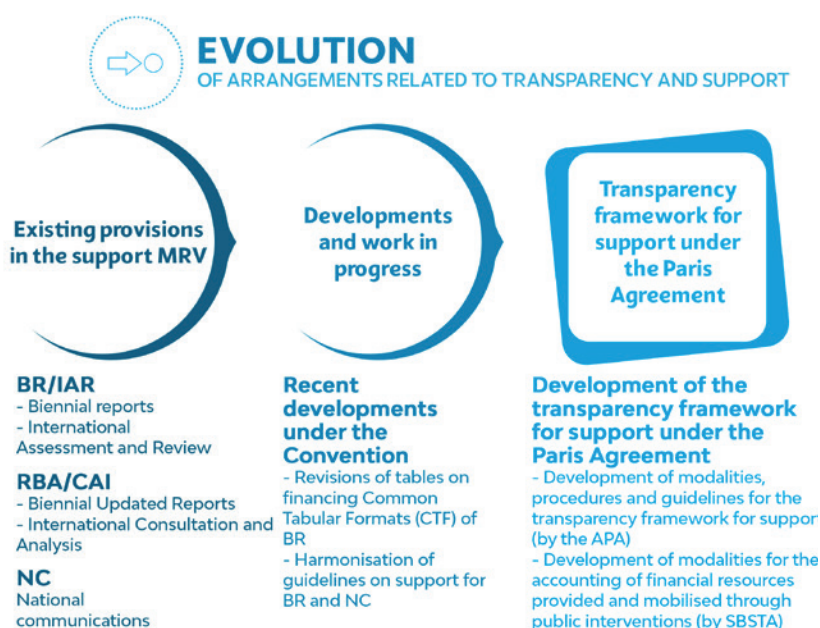 EVOLUTION
OF ARRANGEMENTS RELATED TO TRANSPARENCY AND SUPPORT
Existing provisions
in the support MRV
BR/IAR
- Biennial reports
- International
Assessment and Review
RBA/CAI
- Biennial Updated Reports
- International Consultation and
Analysis
NC
National
communications
Developments
and work in
progress
Recent
developments
under the
Convention
- Revisions of tables on
financing Common
Tabular Formats (CTF) of
BR
- Harmonisation of
guidelines on support for
BR and NC
Transparency
framework for
support under
the Paris
Agreement
Development of the
transparency framework
for support under the
Paris Agreement
- Development of modalities,
procedures and guidelines for the
transparency framework for support
(by the APA)
- Development of modalities for the
accounting of financial resources
provided and mobilised through
public interventions (by SBSTA)